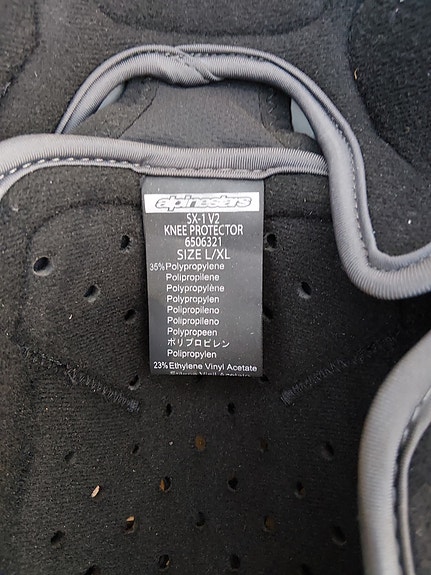 alpinestars
SX-1 V2
KNEE PROTECTOR
6506321
SIZE L/XL
35% Polypropylene
Polipropilene
Polypropylène
Polypropylen
Polipropileno
Polipropileno
Polypropeen
ポリプロピレン
Polipropylen
23% Ethylene Vinyl Acetate